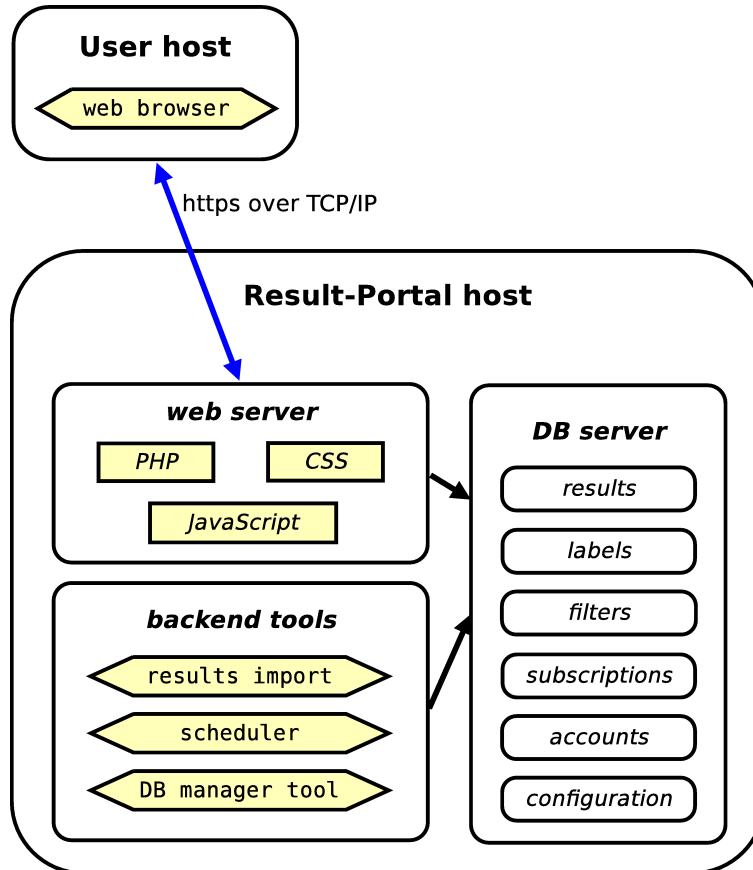 User host
web browser
https over TCP/IP
Result-Portal host
web server
PHP
CSS
JavaScript
backend tools
results import
scheduler
DB manager tool
DB server
results
labels
filters
subscriptions
accounts
configuration